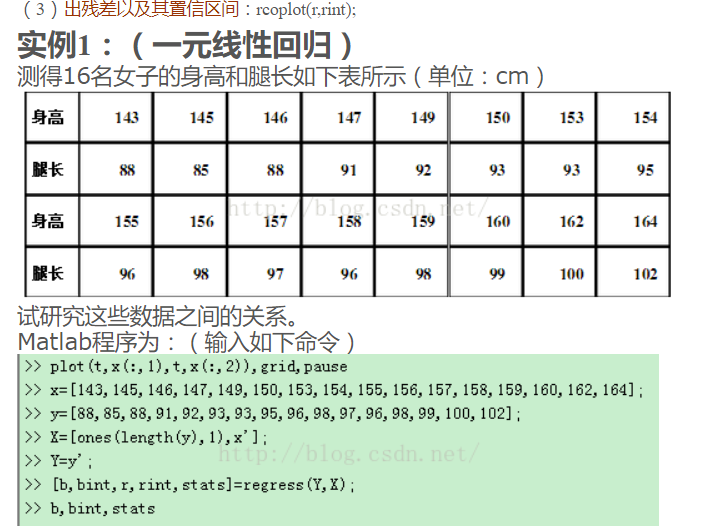 （3）出残差以及其置信区间：rcoplot(r,rint);
实例1：（一元线性回归）
测得16名女子的身高和腿长如下表所示（单位：cm）
身高 143 145 146 147 149 150 153 154
腿长 88 85 88 91 92 93 93 95
身高 155 156 157 158 159 160 162 164
腿长 96 98 97 96 98 99 100 102
http://blog.csdn.net/
试研究这些数据之间的关系。
Matlab程序为：（输入如下命令）
>> plot(t,x(:,1),t,x(:,2)),grid,pause
>> x=[143,145,146,147,149,150,153,154,155,156,157,158,159,160,162,164];
>> y=[88,85,88,91,92,93,93,95,96,98,97,96,98,99,100,102];
>> X=[ones(length(y),1),x'];
>> Y=y';
http://blog.csdn.net/
>> [b,bint,r,rint,stats]=regress(Y,X);
>> b,bint,stats